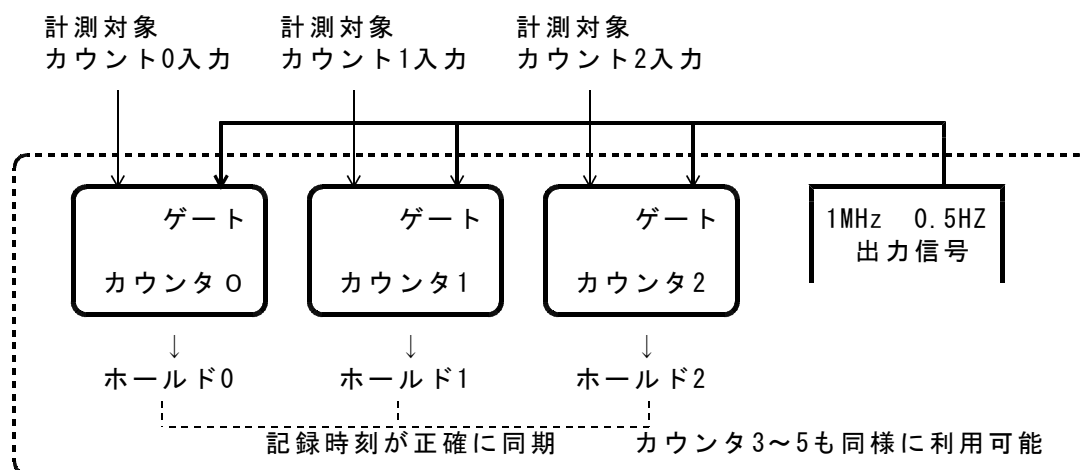 計測対象
カウント0入力
計測対象
カウント1入力
計測対象
カウント2入力
ゲート
カウンタ0
ゲート
カウンタ1
ゲート
カウンタ2
1MHz 0.5HZ
出力信号
↓
ホールド0
↓
ホールド1
↓
ホールド2
記録時刻が正確に同期
カウンタ3~5も同様に利用可能